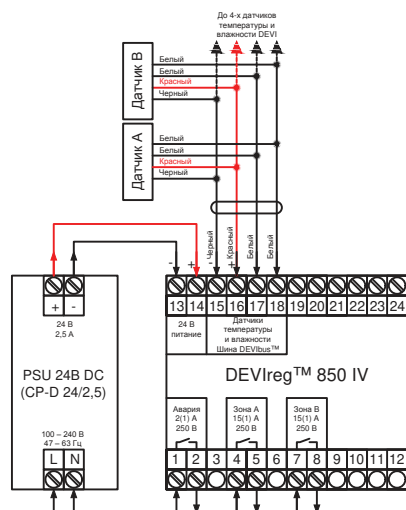 До 4-х датчиков
температуры и
влажности DEVI
Датчик B
Белый
Белый
Красный
Черный
Датчик A
Белый
Белый
Красный
Черный
- Черный
+ Красный
Белый
Белый
- +
+ -
24 В
2,5 А
PSU 24В DC
(CP-D 24/2,5)
100 – 240 В
47 – 63 Гц
L N
13 14 15 16 17 18 19 20 21 22 23 24
24 В
питание
Датчики
температуры
и влажности
Шина DEVIbus™
DEVIreg™ 850 IV
Авария
2(1) А
250 В
Зона А
15(1) А
250 В
Зона В
15(1) А
250 В
1 2 3 4 5 6 7 8 9 10 11 12